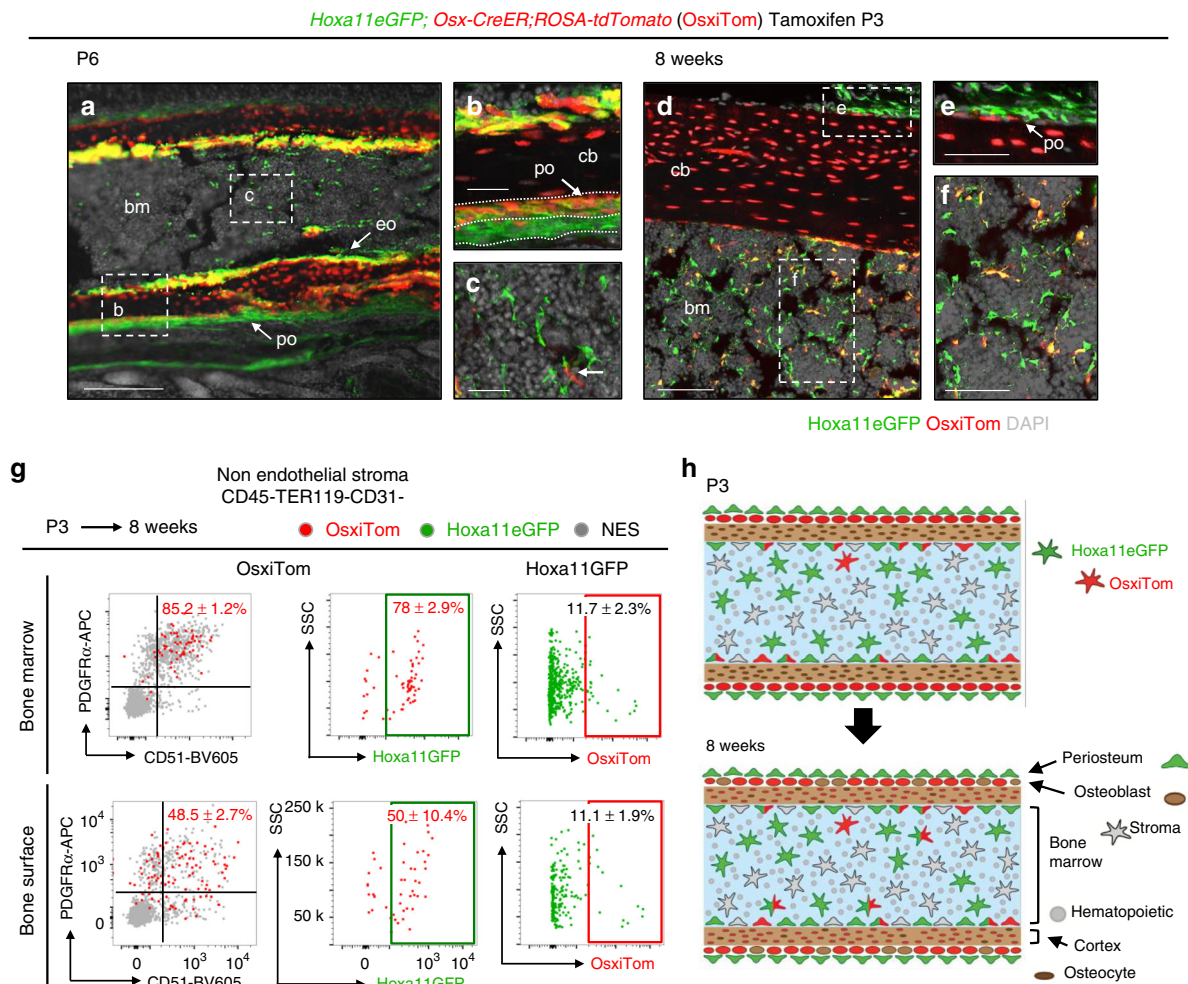 Hoxa11eGFP; Osx-CreER;ROSA-tdTomato (OsxiTom) Tamoxifen P3
P6
8 weeks
a
bm
c
eo
b
po
b
cb
po
c
d
e
cb
bm
f
e
po
f
Hoxa11eGFP OsxiTom DAPI
g
Non endothelial stroma
CD45-TER119-CD31-
P3 → 8 weeks
OsxiTom
Hoxa11eGFP
NES
OsxiTom
Hoxa11GFP
Bone marrow
85.2 ± 1.2%
PDGFRα-APC
CD51-BV605
78 ± 2.9%
SSC
Hoxa11GFP
11.7 ± 2.3%
SSC
OsxiTom
Bone surface
48.5 ± 2.7%
PDGFRα-APC
10⁴
10³
0
0 10³ 10⁴
CD51-BV605
250 k
50 ± 10.4%
SSC
150 k
50 k
0 10³ 10⁴
Hoxa11GFP
11.1 ± 1.9%
SSC
OsxiTom
h
P3
Hoxa11eGFP
OsxiTom
8 weeks
Periosteum
Osteoblast
Stroma
Bone
marrow
Hematopoietic
Cortex
Osteocyte